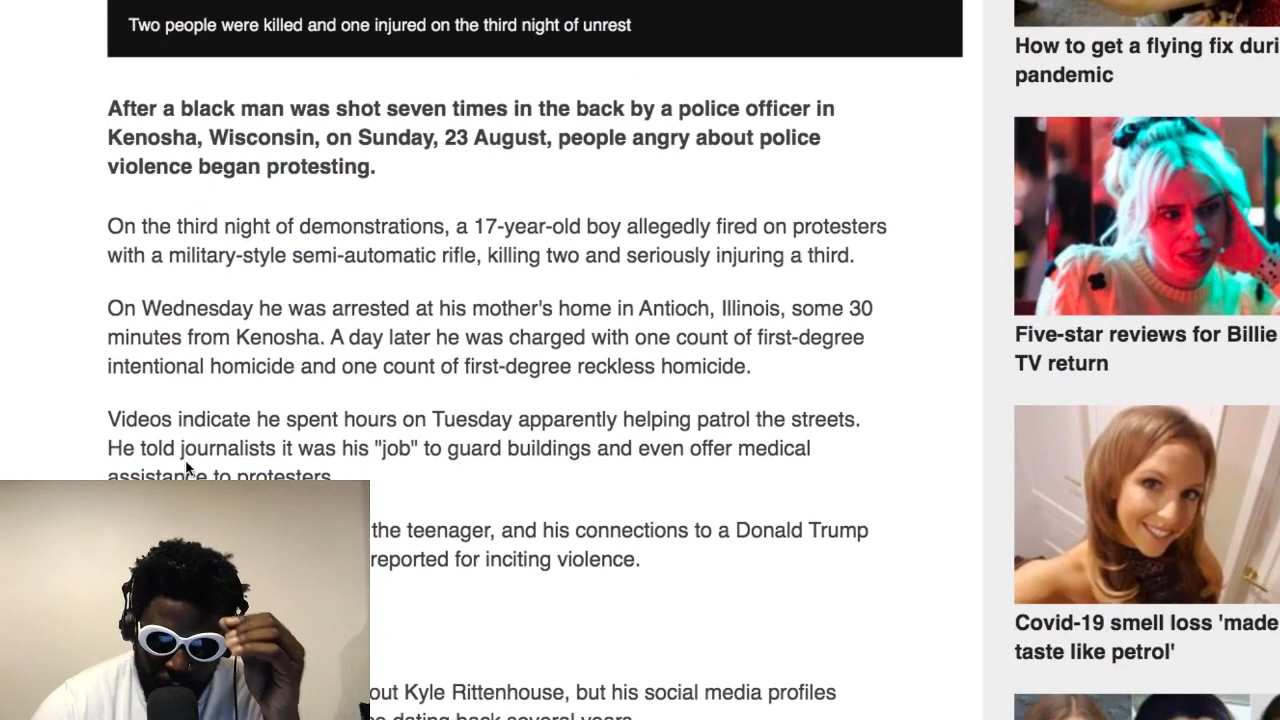 Two people were killed and one injured on the third night of unrest
After a black man was shot seven times in the back by a police officer in
Kenosha, Wisconsin, on Sunday, 23 August, people angry about police
violence began protesting.
On the third night of demonstrations, a 17-year-old boy allegedly fired on protesters
with a military-style semi-automatic rifle, killing two and seriously injuring a third.
On Wednesday he was arrested at his mother's home in Antioch, Illinois, some 30
minutes from Kenosha. A day later he was charged with one count of first-degree
intentional homicide and one count of first-degree reckless homicide.
Videos indicate he spent hours on Tuesday apparently helping patrol the streets.
He told journalists it was his "job" to guard buildings and even offer medical
assistance to protesters.
the teenager, and his connections to a Donald Trump
reported for inciting violence.
out Kyle Rittenhouse, but his social media profiles
dating back several years.
How to get a flying fix duri
pandemic
Five-star reviews for Billie
TV return
Covid-19 smell loss 'made
taste like petrol'